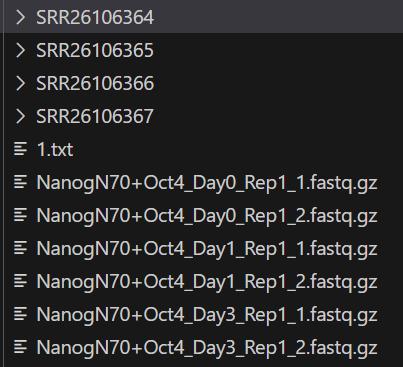 SRR26106364
SRR26106365
SRR26106366
SRR26106367
1.txt
NanogN70+Oct4_Day0_Rep1_1.fastq.gz
NanogN70+Oct4_Day0_Rep1_2.fastq.gz
NanogN70+Oct4_Day1_Rep1_1.fastq.gz
NanogN70+Oct4_Day1_Rep1_2.fastq.gz
NanogN70+Oct4_Day3_Rep1_1.fastq.gz
NanogN70+Oct4_Day3_Rep1_2.fastq.gz